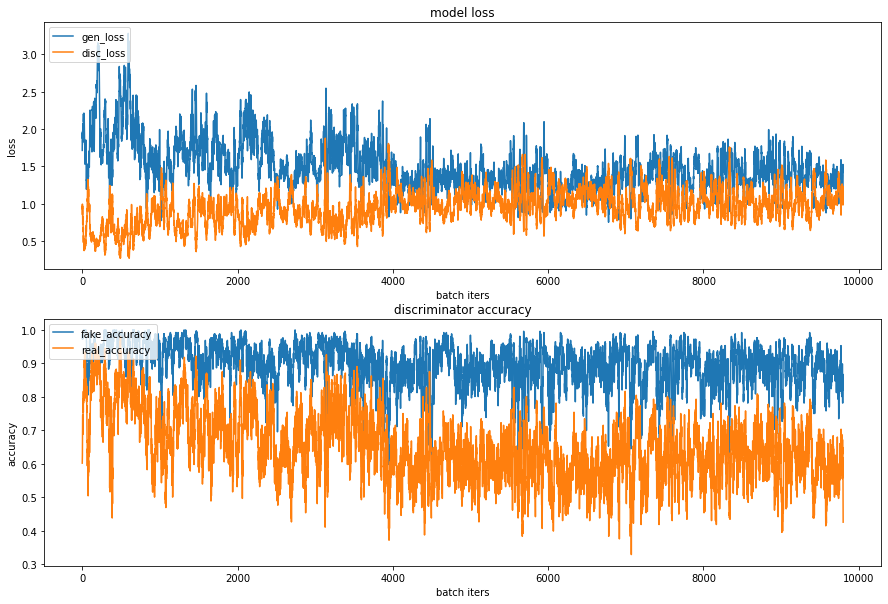 model loss
gen_loss
disc_loss
3.0
2.5
2.0
1.5
1.0
0.5
loss
0 2000 4000 6000 8000 10000
batch iters
discriminator accuracy
fake_accuracy
real_accuracy
1.0
0.9
0.8
0.7
0.6
0.5
0.4
0.3
accuracy
0 2000 4000 6000 8000 10000
batch iters